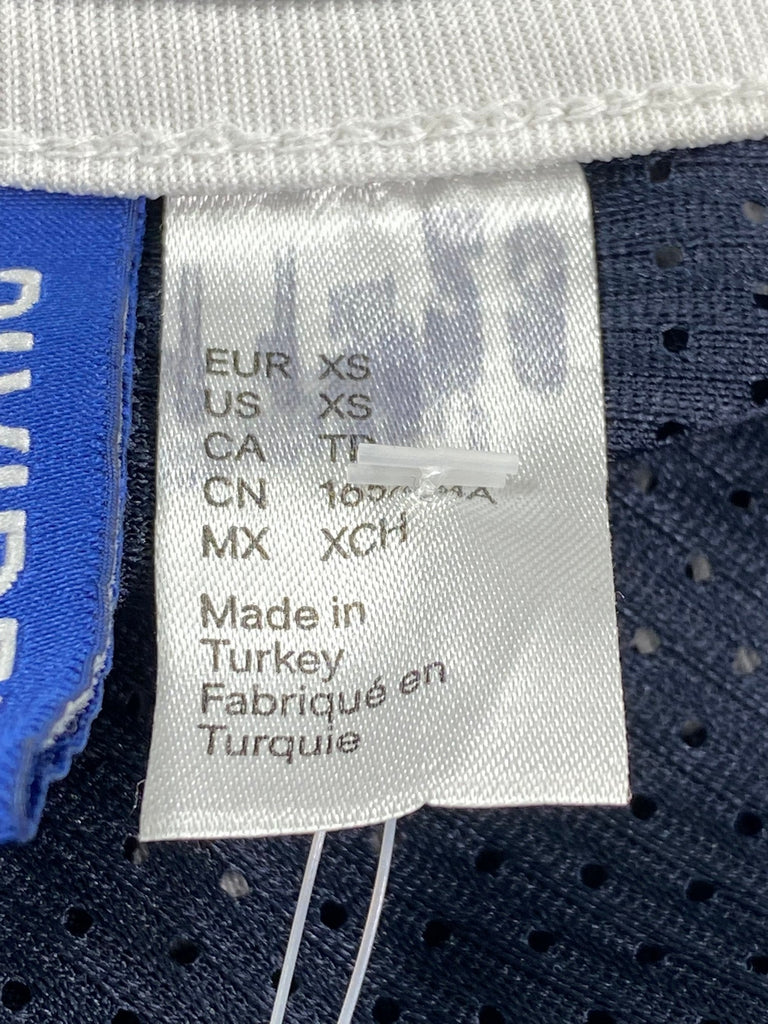 EUR XS
US XS
CA
CN
MX XCH
Made in
Turkey
Fabriqué en
Turquie